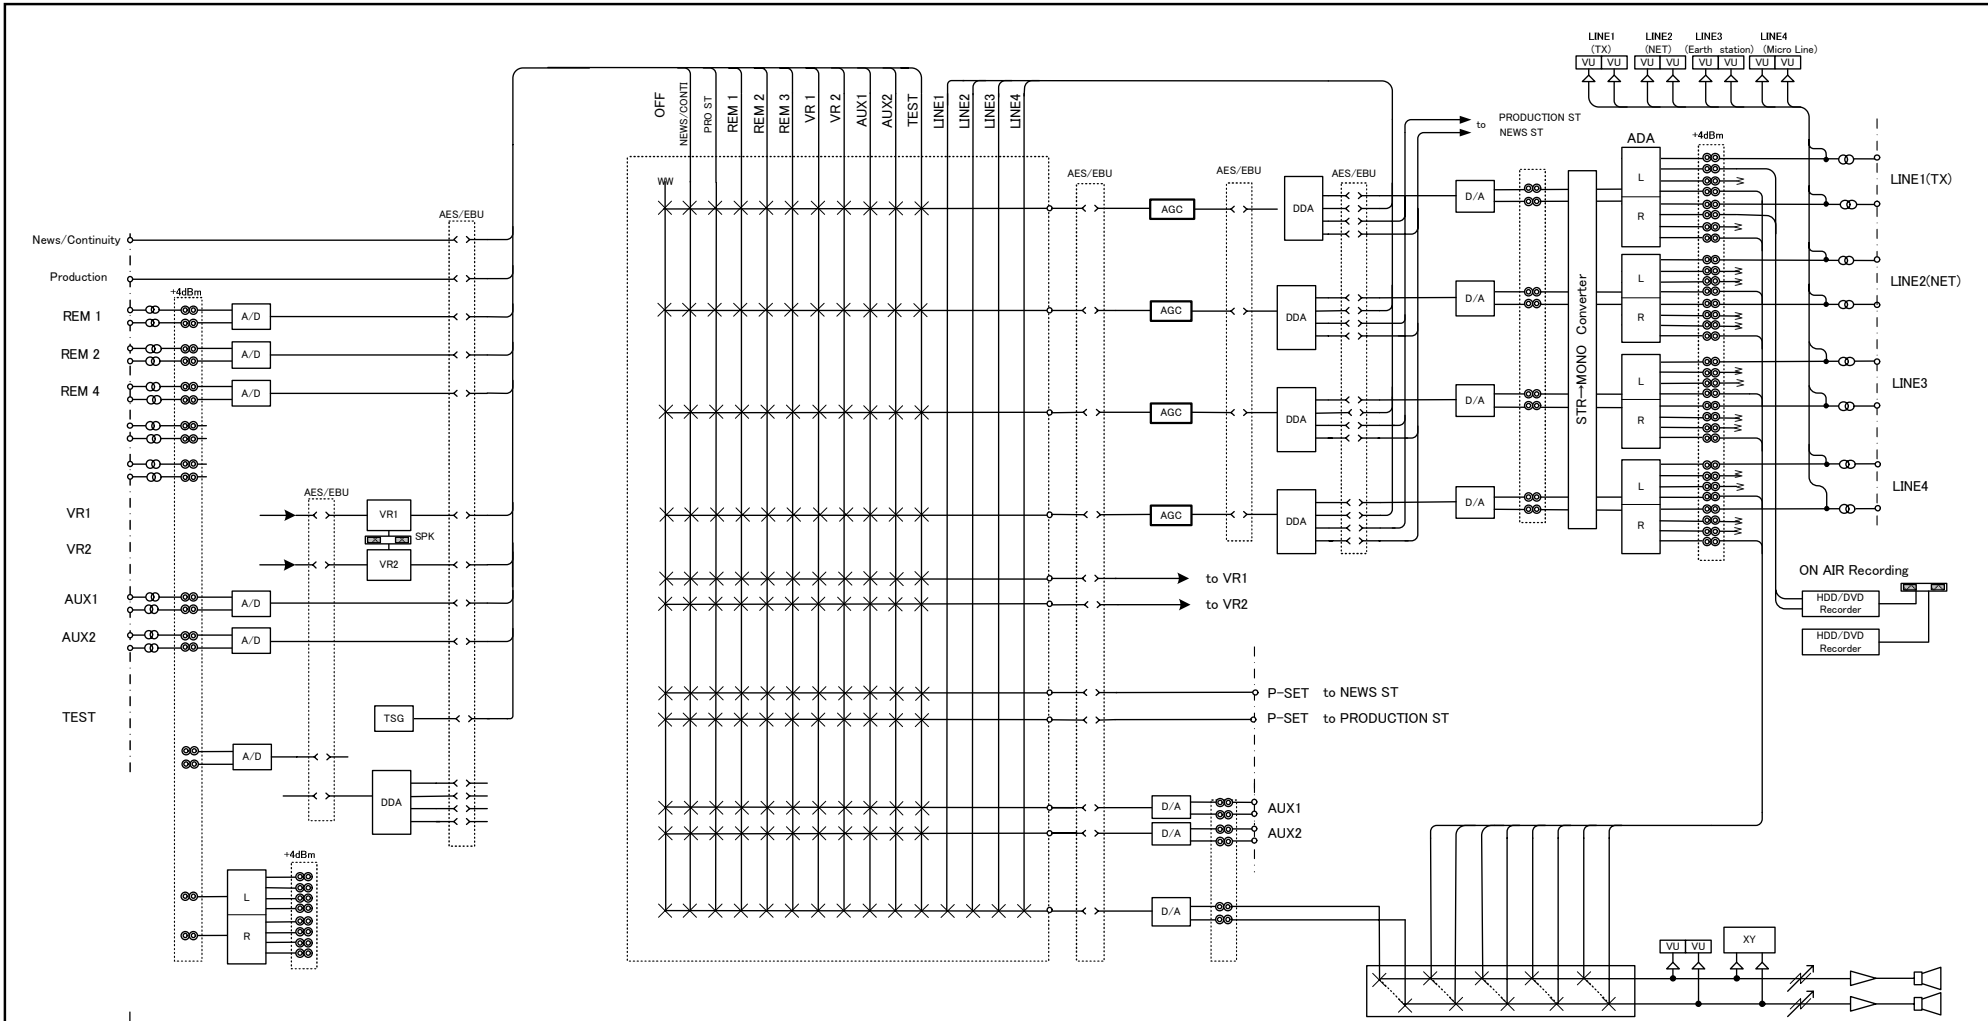 LINE1 LINE2 LINE3 LINE4
(TX) (NET) (Earth station) (Micro Line)
VU VU VU VU VU VU VU VU
OFF
NEWS/CONTI
PRO ST
REM 1
REM 2
REM 3
VR 1
VR 2
AUX1
AUX2
TEST
LINE1
LINE2
LINE3
LINE4
to PRODUCTION ST
NEWS ST
ADA
+4dBm
AES/EBU
AES/EBU
AES/EBU
AES/EBU
WW
News/Continuity
Production
+4dBm
REM 1
A/D
REM 2
A/D
REM 4
A/D
AES/EBU
VR1
VR1
SPK
VR2
VR2
AUX1
A/D
AUX2
A/D
TEST
TSG
A/D
DDA
+4dBm
L
R
AGC
DDA
D/A
L
R
LINE1(TX)
AGC
DDA
D/A
L
R
LINE2(NET)
STR→MONO Converter
AGC
DDA
D/A
L
R
LINE3
AGC
DDA
D/A
L
R
LINE4
to VR1
to VR2
ON AIR Recording
HDD/DVD
Recorder
HDD/DVD
Recorder
P-SET to NEWS ST
P-SET to PRODUCTION ST
D/A
AUX1
D/A
AUX2
D/A
VU VU
XY